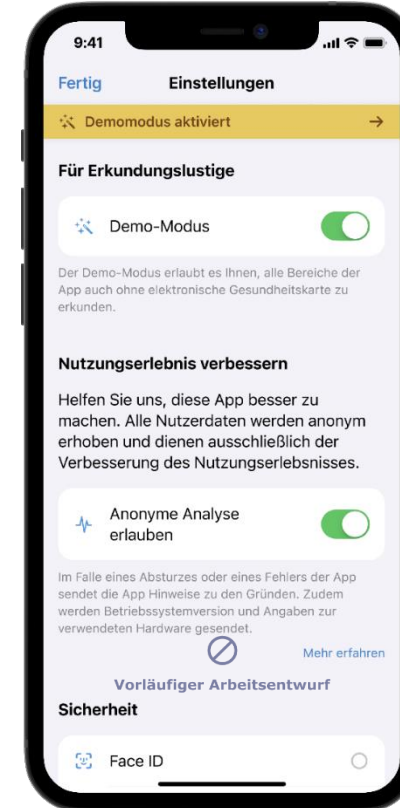 9:41
Fertig Einstellungen
Demomodus aktiviert
Für Erkundungslustige
Demo-Modus
Der Demo-Modus erlaubt es Ihnen, alle Bereiche der
App auch ohne elektronische Gesundheitskarte zu
erkunden.
Nutzungserlebnis verbessern
Helfen Sie uns, diese App besser zu
machen. Alle Nutzerdaten werden anonym
erhoben und dienen ausschließlich der
Verbesserung des Nutzungserlebsnisses.
Anonyme Analyse
erlauben
Im Falle eines Absturzes oder eines Fehlers der App
sendet die App Hinweise zu den Gründen. Zudem
werden Betriebssystemversion und Angaben zur
verwendeten Hardware gesendet.
Mehr erfahren
Vorläufiger Arbeitsentwurf
Sicherheit
Face ID